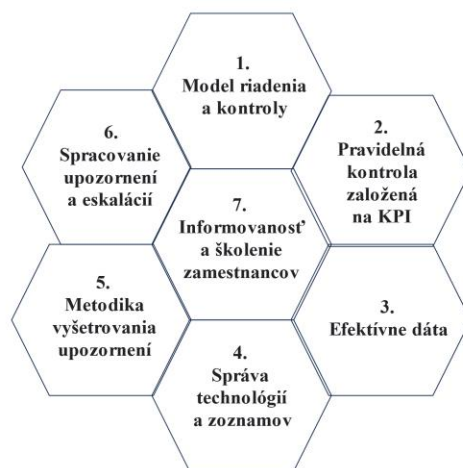 1.
Model riadenia
a kontroly
2.
Pravidelná
kontrola
založená
na KPI
3.
Efektívne dáta
4.
Správa
technológií
a zoznamov
5.
Metodika
vyšetrovania
upozornení
6.
Spracovanie
upozornení
a eskalácií
7.
Informovanosť
a školenie
zamestnancov